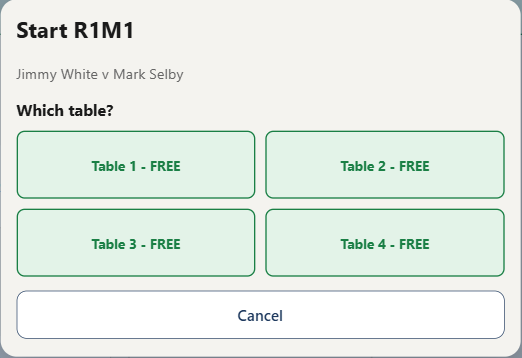 Start R1M1
Jimmy White v Mark Selby
Which table?
Table 1 - FREE
Table 2 - FREE
Table 3 - FREE
Table 4 - FREE
Cancel